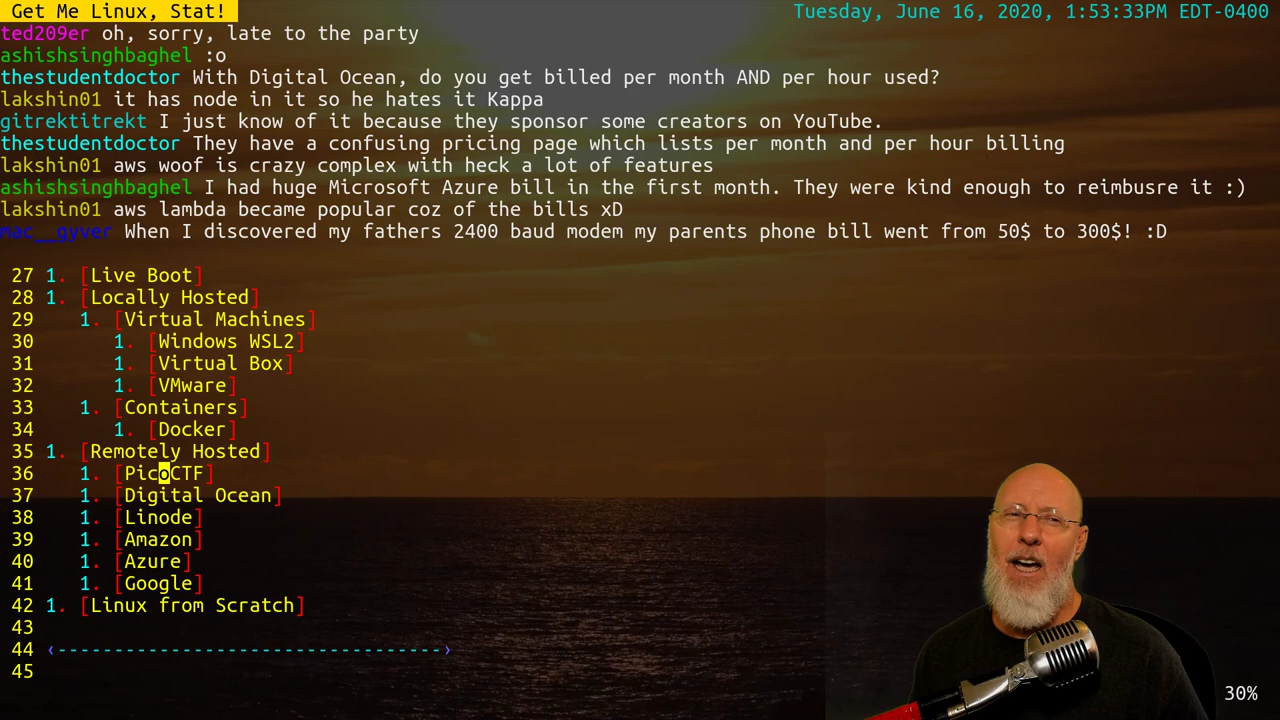 Get Me Linux, Stat!
Tuesday, June 16, 2020, 1:53:33PM EDT-0400
ted209er oh, sorry, late to the party
ashishsinghbaghel :o
thestudentdoctor With Digital Ocean, do you get billed per month AND per hour used?
lakshin01 it has node in it so he hates it Kappa
gitrektitrekt I just know of it because they sponsor some creators on YouTube.
thestudentdoctor They have a confusing pricing page which lists per month and per hour billing
lakshin01 aws woof is crazy complex with heck a lot of features
ashishsinghbaghel I had huge Microsoft Azure bill in the first month. They were kind enough to reimbusre it :)
lakshin01 aws lambda became popular coz of the bills xD
mac__gyver When I discovered my fathers 2400 baud modem my parents phone bill went from 50$ to 300$! :D
27 1. [Live Boot]
28 1. [Locally Hosted]
29 1. [Virtual Machines]
30 1. [Windows WSL2]
31 1. [Virtual Box]
32 1. [VMware]
33 1. [Containers]
34 1. [Docker]
35 1. [Remotely Hosted]
36 1. [PicoCTF]
37 1. [Digital Ocean]
38 1. [Linode]
39 1. [Amazon]
40 1. [Azure]
41 1. [Google]
42 1. [Linux from Scratch]
43
44 ‹----------------------------------›
45
30%